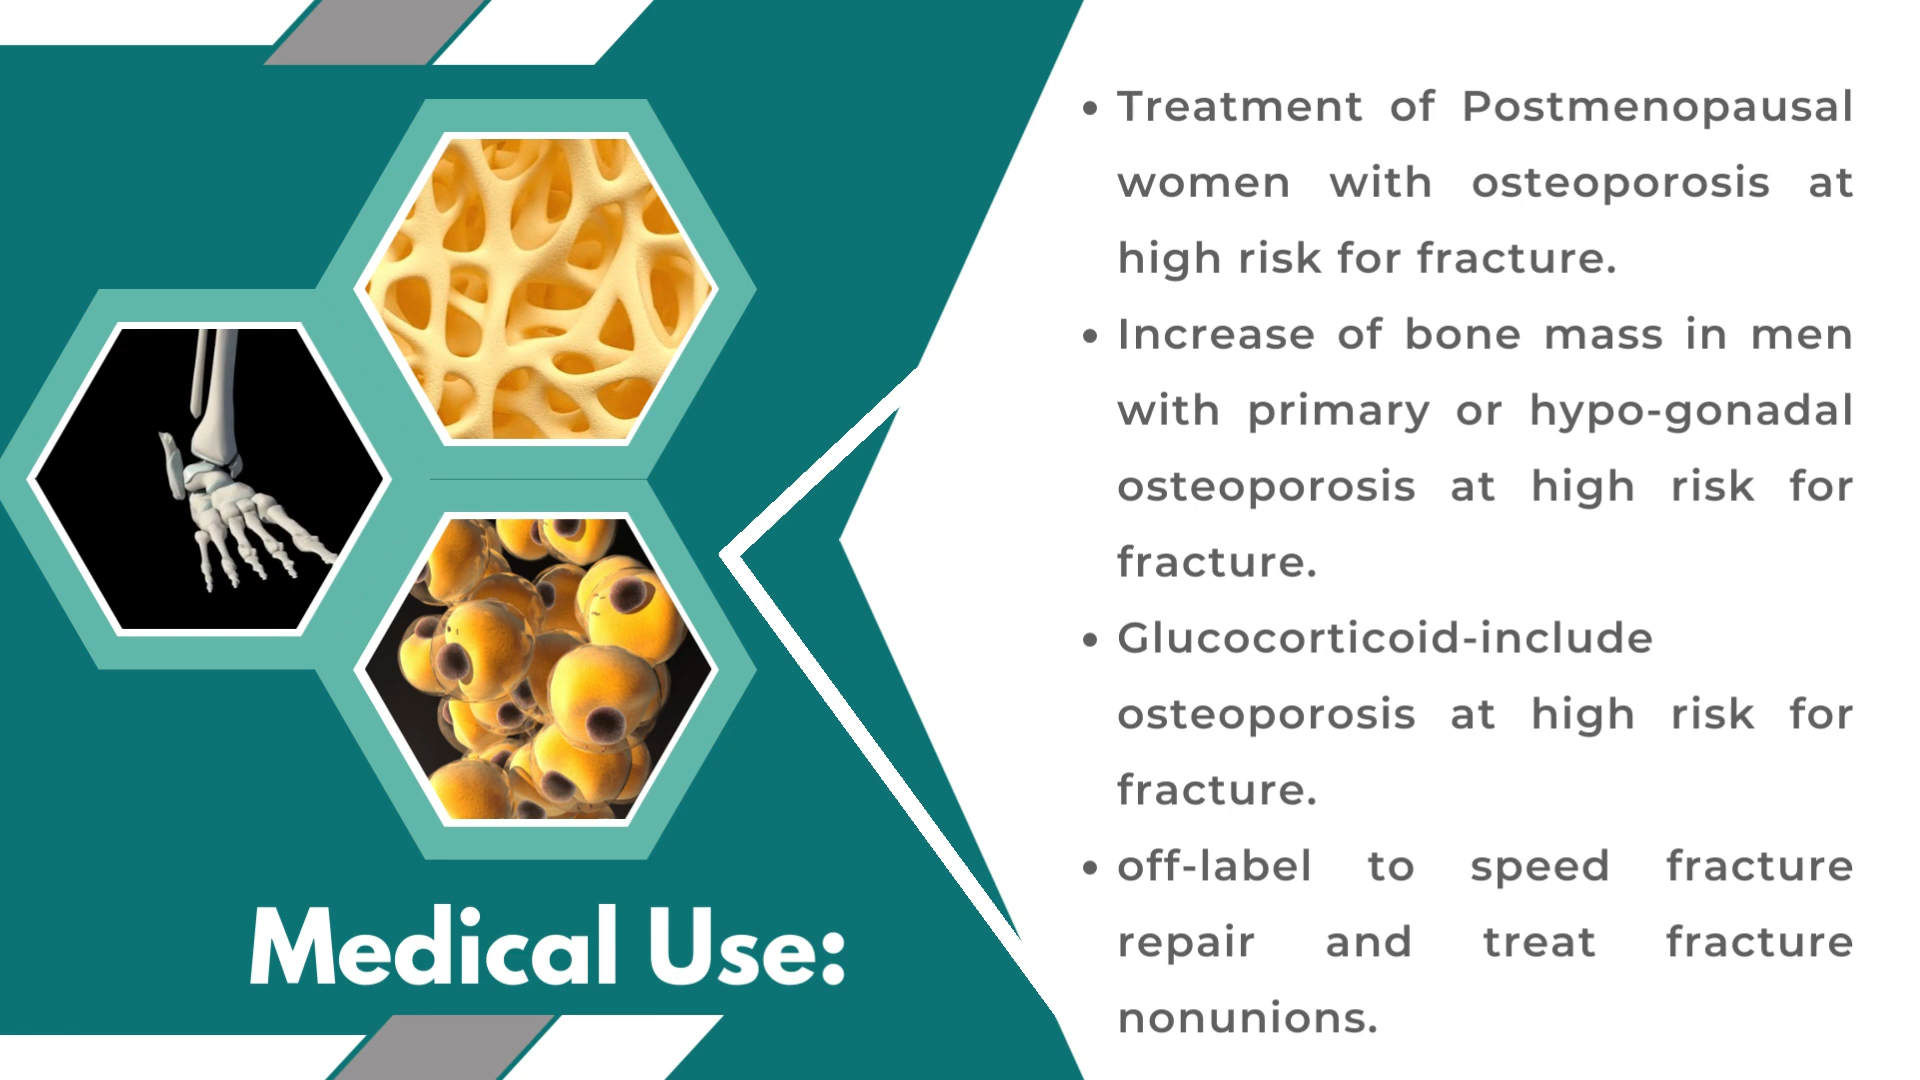 • Treatment of Postmenopausal
women with osteoporosis at
high risk for fracture.
• Increase of bone mass in men
with primary or hypo-gonadal
osteoporosis at high risk for
fracture.
• Glucocorticoid-include
osteoporosis at high risk for
fracture.
• off-label to speed fracture
repair and treat fracture
nonunions.
Medical Use: